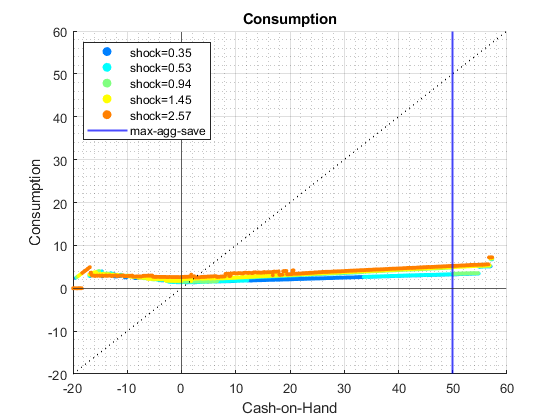 Consumption
60
50
40
30
20
10
0
-10
-20
Consumption
shock=0.35
shock=0.53
shock=0.94
shock=1.45
shock=2.57
max-agg-save
-20 -10 0 10 20 30 40 50 60
Cash-on-Hand